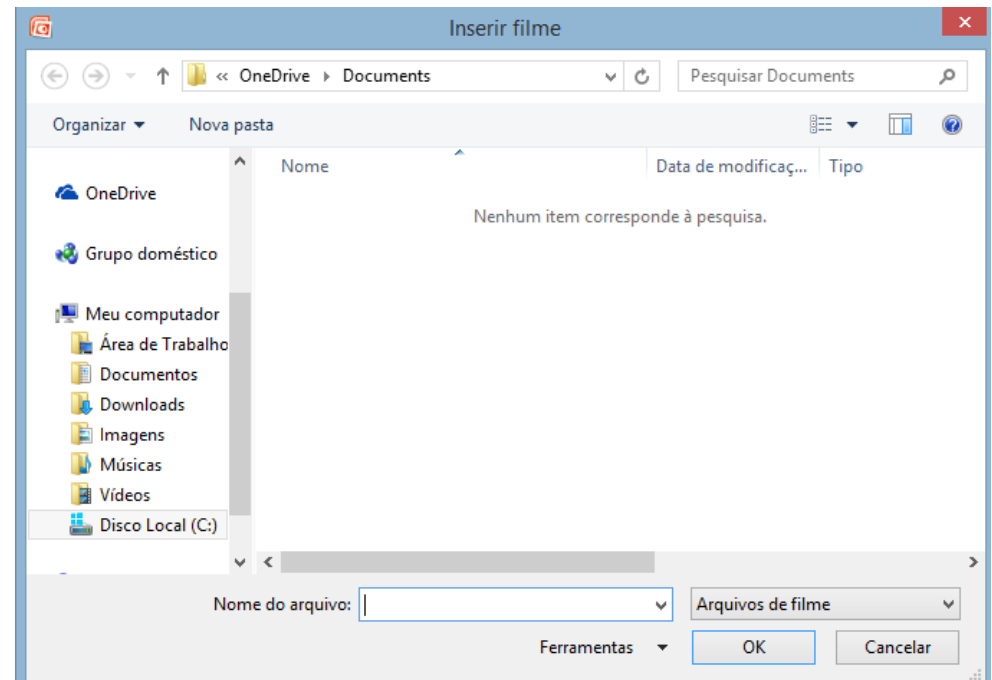 Inserir filme
« OneDrive Documents
Pesquisar Documents
Organizar
Nova pasta
Nome
Data de modificaç...
Tipo
Nenhum item corresponde à pesquisa.
OneDrive
Grupo doméstico
Meu computador
Área de Trabalho
Documentos
Downloads
Imagens
Músicas
Vídeos
Disco Local (C:)
Nome do arquivo:
Arquivos de filme
Ferramentas
OK
Cancelar